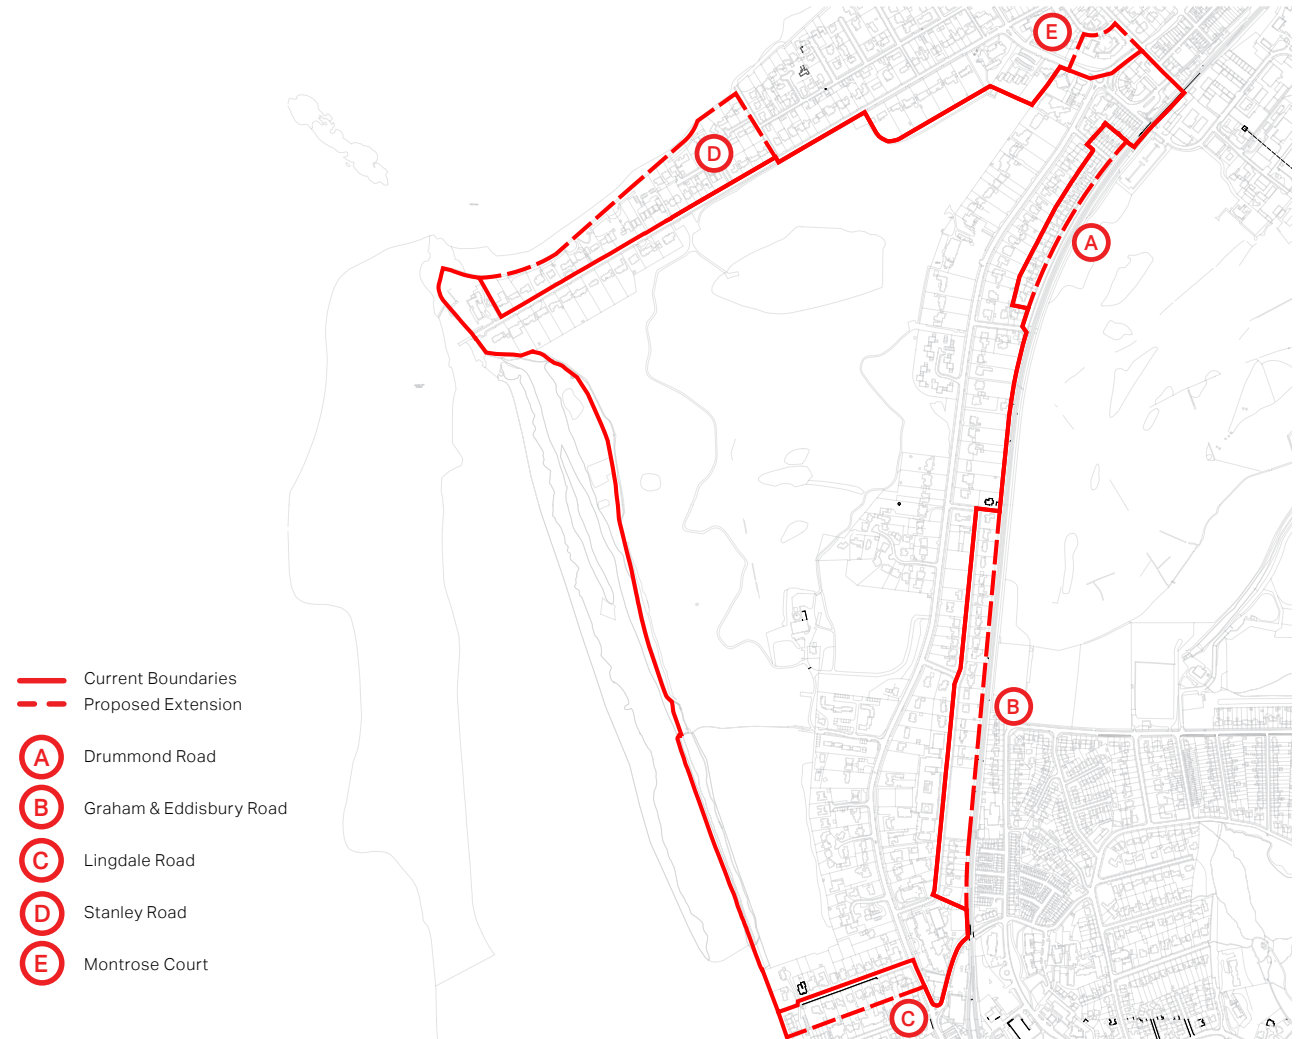 E
D
A
B
C
Current Boundaries
Proposed Extension
A Drummond Road
B Graham & Eddisbury Road
C Lingdale Road
D Stanley Road
E Montrose Court